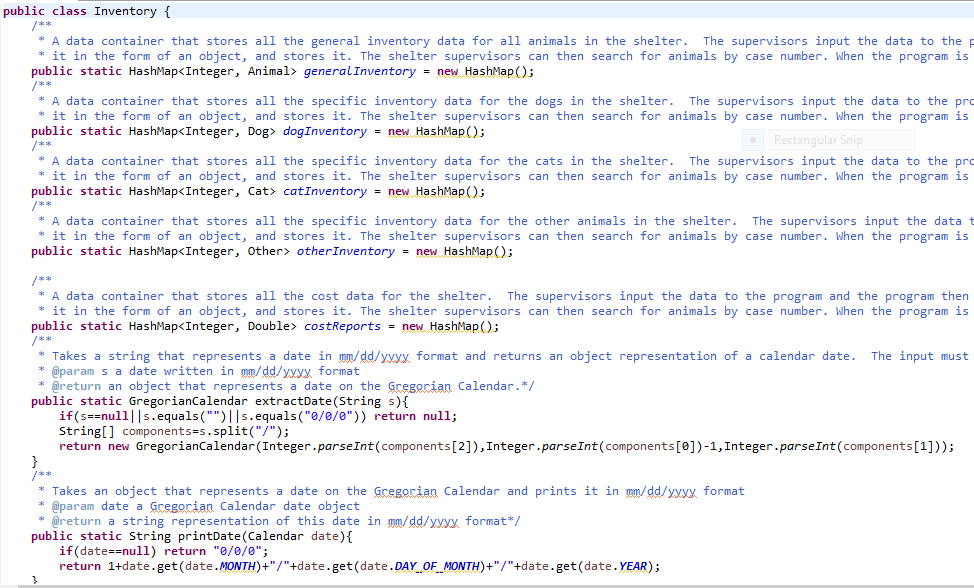 public class Inventory {
/**
* A data container that stores all the general inventory data for all animals in the shelter.  The supervisors input the data to the
* it in the form of an object, and stores it. The shelter supervisors can then search for animals by case number. When the program is
public static HashMap<Integer, Animal> generalInventory = new HashMap();
/**
* A data container that stores all the specific inventory data for the dogs in the shelter.  The supervisors input the data to the
* it in the form of an object, and stores it. The shelter supervisors can then search for animals by case number. When the program is
public static HashMap<Integer, Dog> dogInventory = new HashMap();
Rectangular Snip
/**
* A data container that stores all the specific inventory data for the cats in the shelter.  The supervisors input the data to the
* it in the form of an object, and stores it. The shelter supervisors can then search for animals by case number. When the program is
public static HashMap<Integer, Cat> catInventory = new HashMap();
/**
* A data container that stores all the specific inventory data for the other animals in the shelter.  The supervisors input the data
* it in the form of an object, and stores it. The shelter supervisors can then search for animals by case number. When the program is
public static HashMap<Integer, Other> otherInventory = new HashMap();
/**
* A data container that stores all the cost data for the shelter.  The supervisors input the data to the program and the program then
* it in the form of an object, and stores it. The shelter supervisors can then search for animals by case number. When the program is
public static HashMap<Integer, Double> costReports = new HashMap();
/**
* Takes a string that represents a date in mm/dd/yyyy format and returns an object representation of a calendar date.  The input must
* @param s a date written in mm/dd/yyyy format
* @return an object that represents a date on the Gregorian Calendar.*/
public static GregorianCalendar extractDate(String s){
if(s==null||s.equals("")||s.equals("0/0/0")) return null;
String[] components=s.split("/");
return new GregorianCalendar(Integer.parseInt(components[2]),Integer.parseInt(components[0])-1,Integer.parseInt(components[1]));
}
/**
* Takes an object that represents a date on the Gregorian Calendar and prints it in mm/dd/yyyy format
* @param date a Gregorian Calendar date object
* @return a string representation of this date in mm/dd/yyyy format*/
public static String printDate(Calendar date){
if(date==null) return "0/0/0";
return 1+date.get(date.MONTH)+"/"+date.get(date.DAY_OF_MONTH)+"/"+date.get(date.YEAR);
}